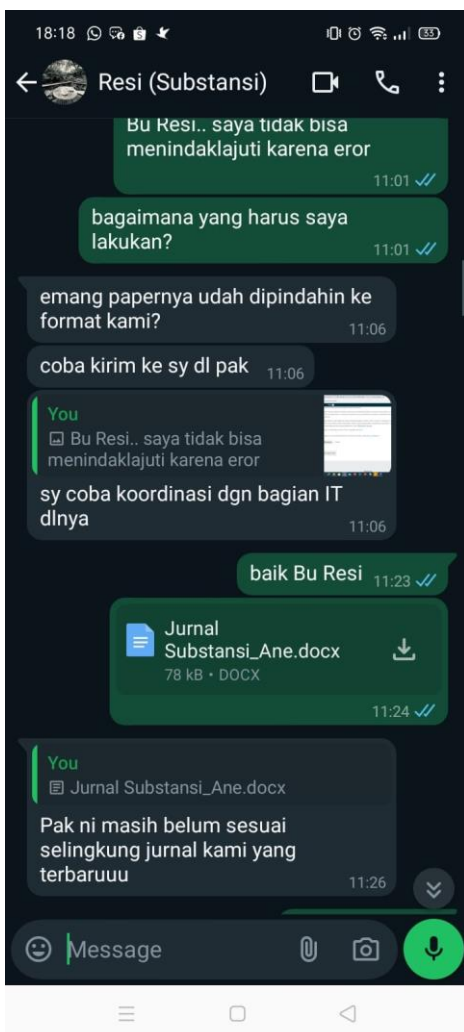 18:18
33
Resi (Substansi)
Bu Resi.. saya tidak bisa
menindaklajuti karena eror
11:01
bagaimana yang harus saya
lakukan?
11:01
emang papernya udah dipindahin ke
format kami?
11:06
coba kirim ke sy dl pak
11:06
You
Bu Resi.. saya tidak bisa
menindaklajuti karena eror
sy coba koordinasi dgn bagian IT
dlnya
11:06
baik Bu Resi
11:23
Jurnal
Substansi_Ane.docx
78 kB • DOCX
11:24
You
Jurnal Substansi_Ane.docx
Pak ni masih belum sesuai
selingkung jurnal kami yang
terbaruuu
11:26
Message